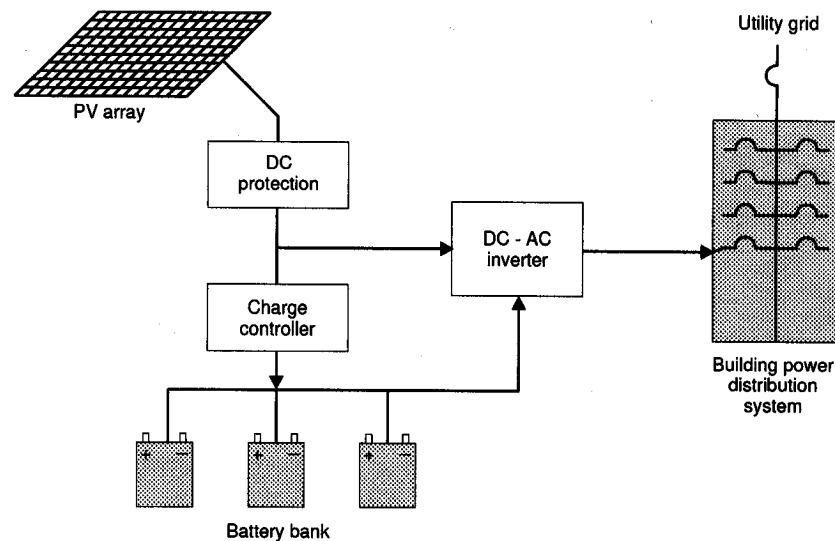 Utility grid
PV array
DC
protection
DC - AC
inverter
Charge
controller
Building power
distribution
system
+ −
+ −
+ −
Battery bank